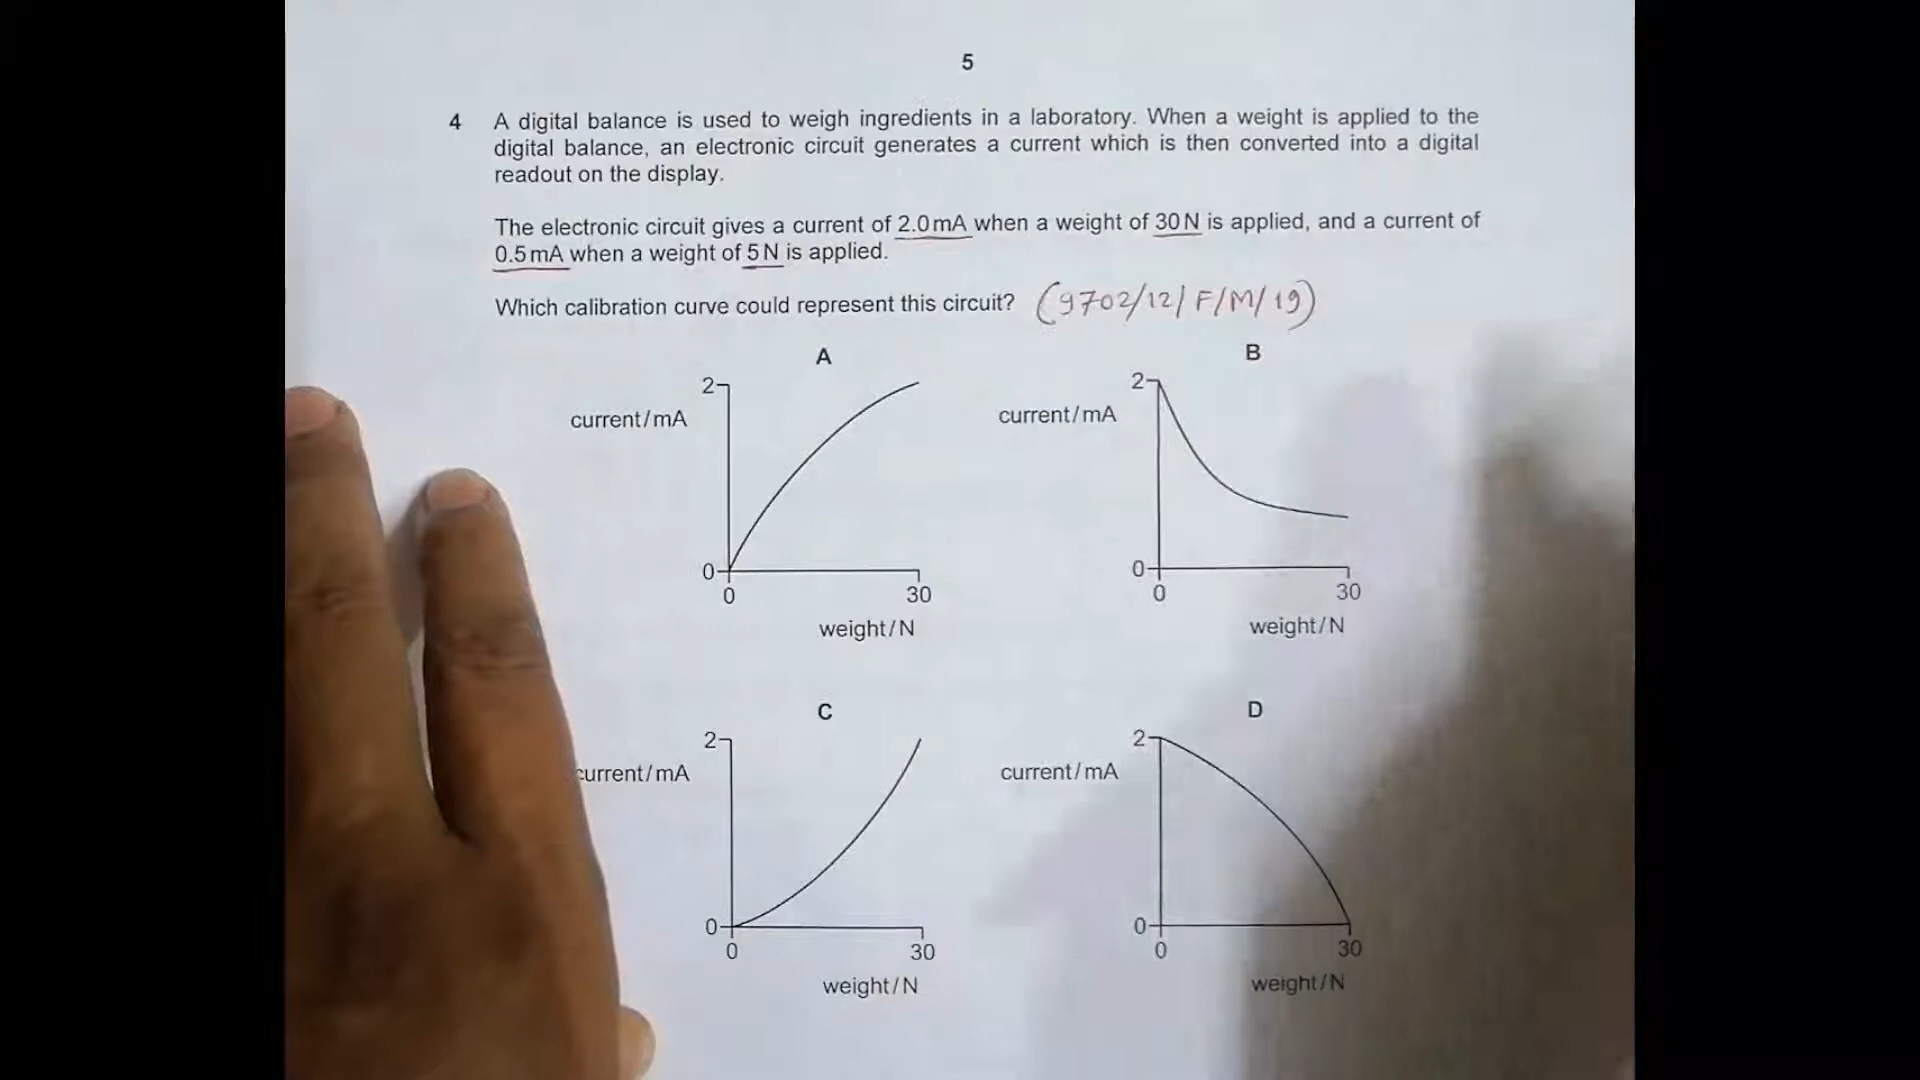 5
4 A digital balance is used to weigh ingredients in a laboratory. When a weight is applied to the
digital balance, an electronic circuit generates a current which is then converted into a digital
readout on the display.
The electronic circuit gives a current of 2.0 mA when a weight of 30 N is applied, and a current of
0.5 mA when a weight of 5 N is applied.
Which calibration curve could represent this circuit? (9702/12/F/M/19)
A
2
current/mA
0
0 30
weight/N
B
2
current/mA
0
0 30
weight/N
C
2
current/mA
0
0 30
weight/N
D
2
current/mA
0
0 30
weight/N